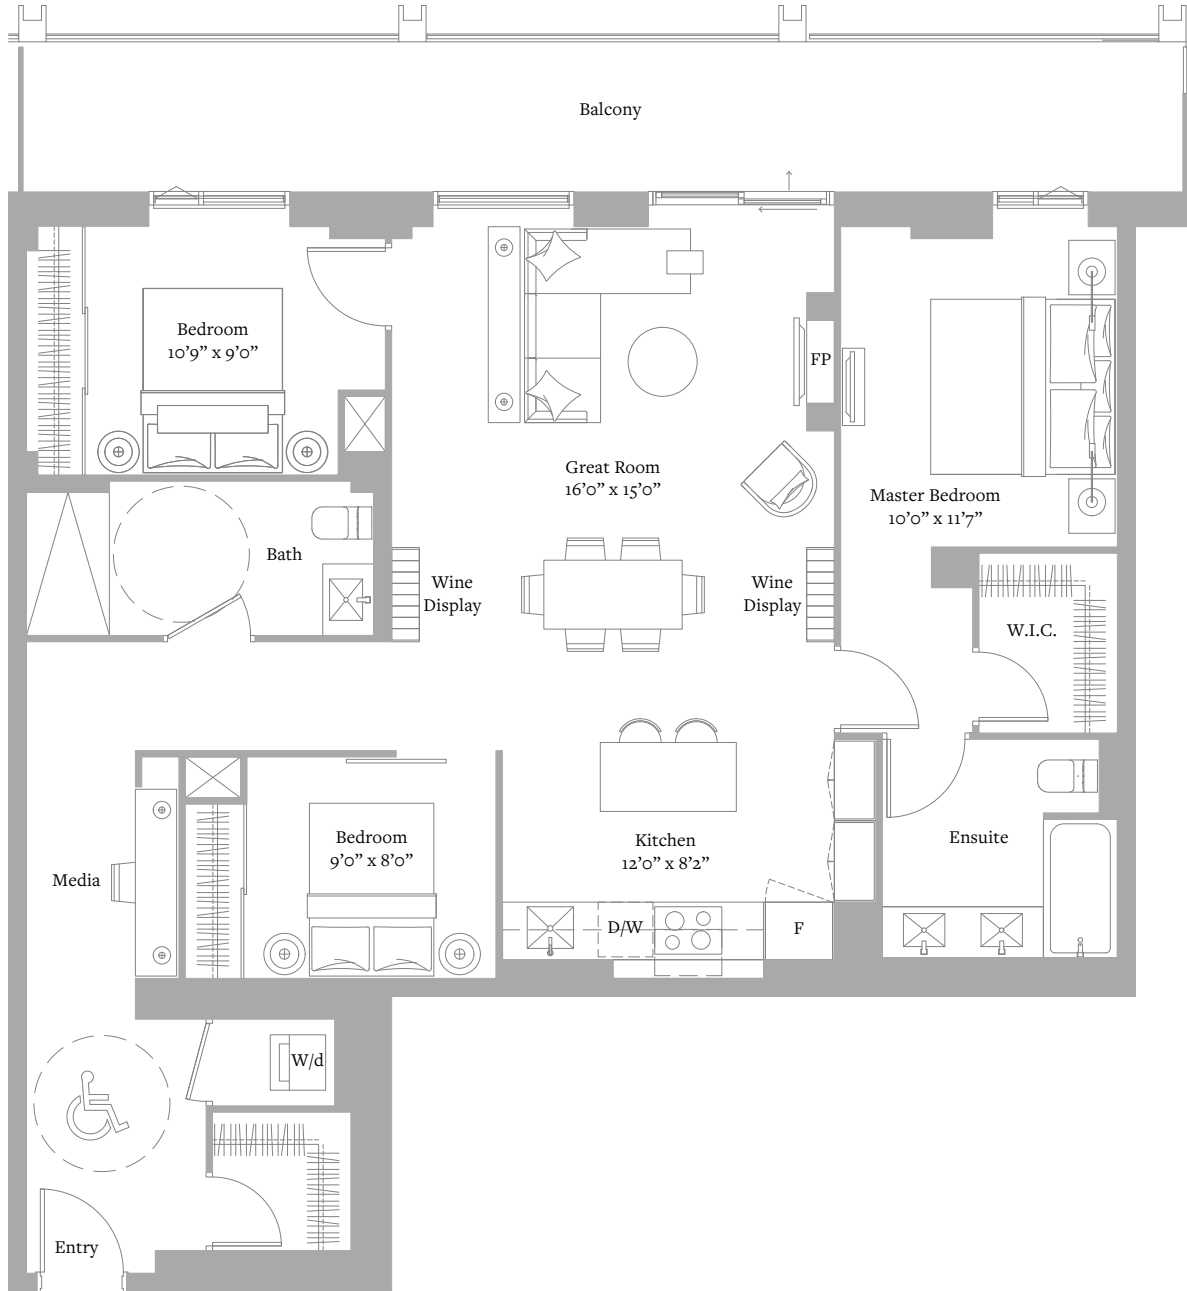 Balcony
Bedroom
10’9” x 9’0”
FP
Great Room
16’0” x 15’0”
Master Bedroom
10’0” x 11’7”
Bath
Wine
Display
Wine
Display
W.I.C.
Bedroom
9’0” x 8’0”
Kitchen
12’0” x 8’2”
Ensuite
Media
D/W
F
W/d
Entry